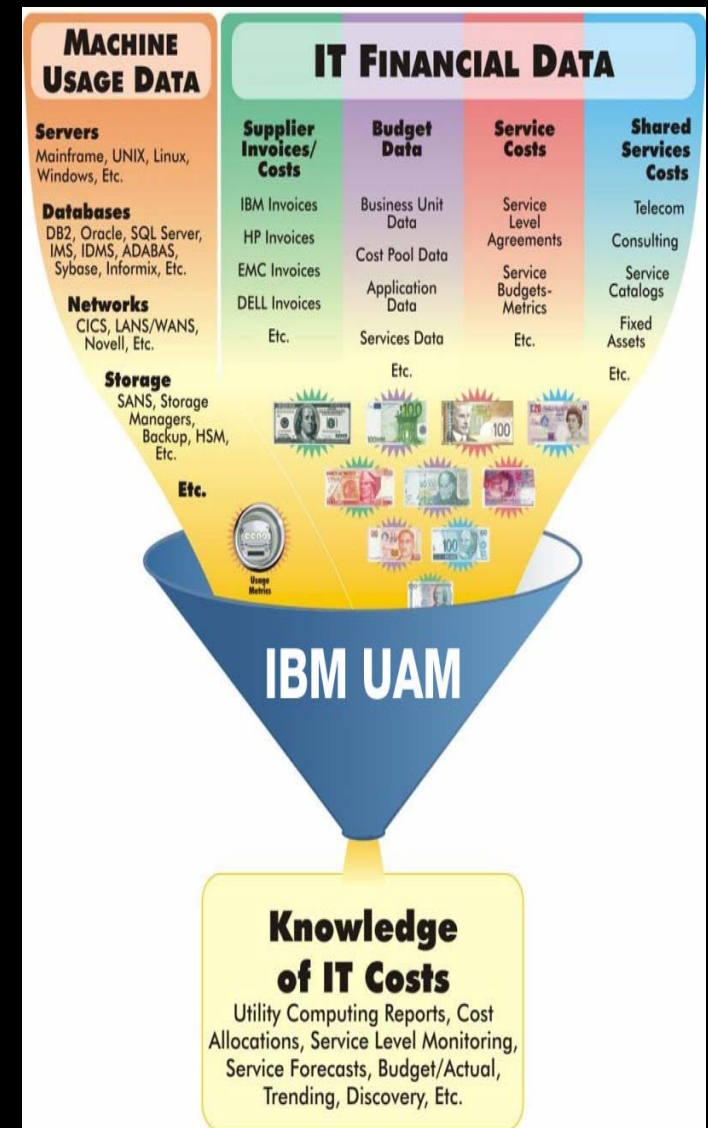 MACHINE
USAGE DATA
Servers
Mainframe, UNIX, Linux,
Windows, Etc.
Databases
DB2, Oracle, SQL Server,
IMS, IDMS, ADABAS,
Sybase, Informix, Etc.
Networks
CICS, LANS/WANS,
Novell, Etc.
Storage
SANS, Storage
Managers,
Backup, HSM,
Etc.
Etc.
Usage
Metrics
IT FINANCIAL DATA
Supplier
Invoices/
Costs
IBM Invoices
HP Invoices
EMC Invoices
DELL Invoices
Etc.
Budget
Data
Business Unit
Data
Cost Pool Data
Application
Data
Services Data
Etc.
Service
Costs
Service
Level
Agreements
Service
Budgets-
Metrics
Etc.
Shared
Services
Costs
Telecom
Consulting
Service
Catalogs
Fixed
Assets
Etc.
100
100
£20
100
IBM UAM
Knowledge
of IT Costs
Utility Computing Reports, Cost
Allocations, Service Level Monitoring,
Service Forecasts, Budget/Actual,
Trending, Discovery, Etc.